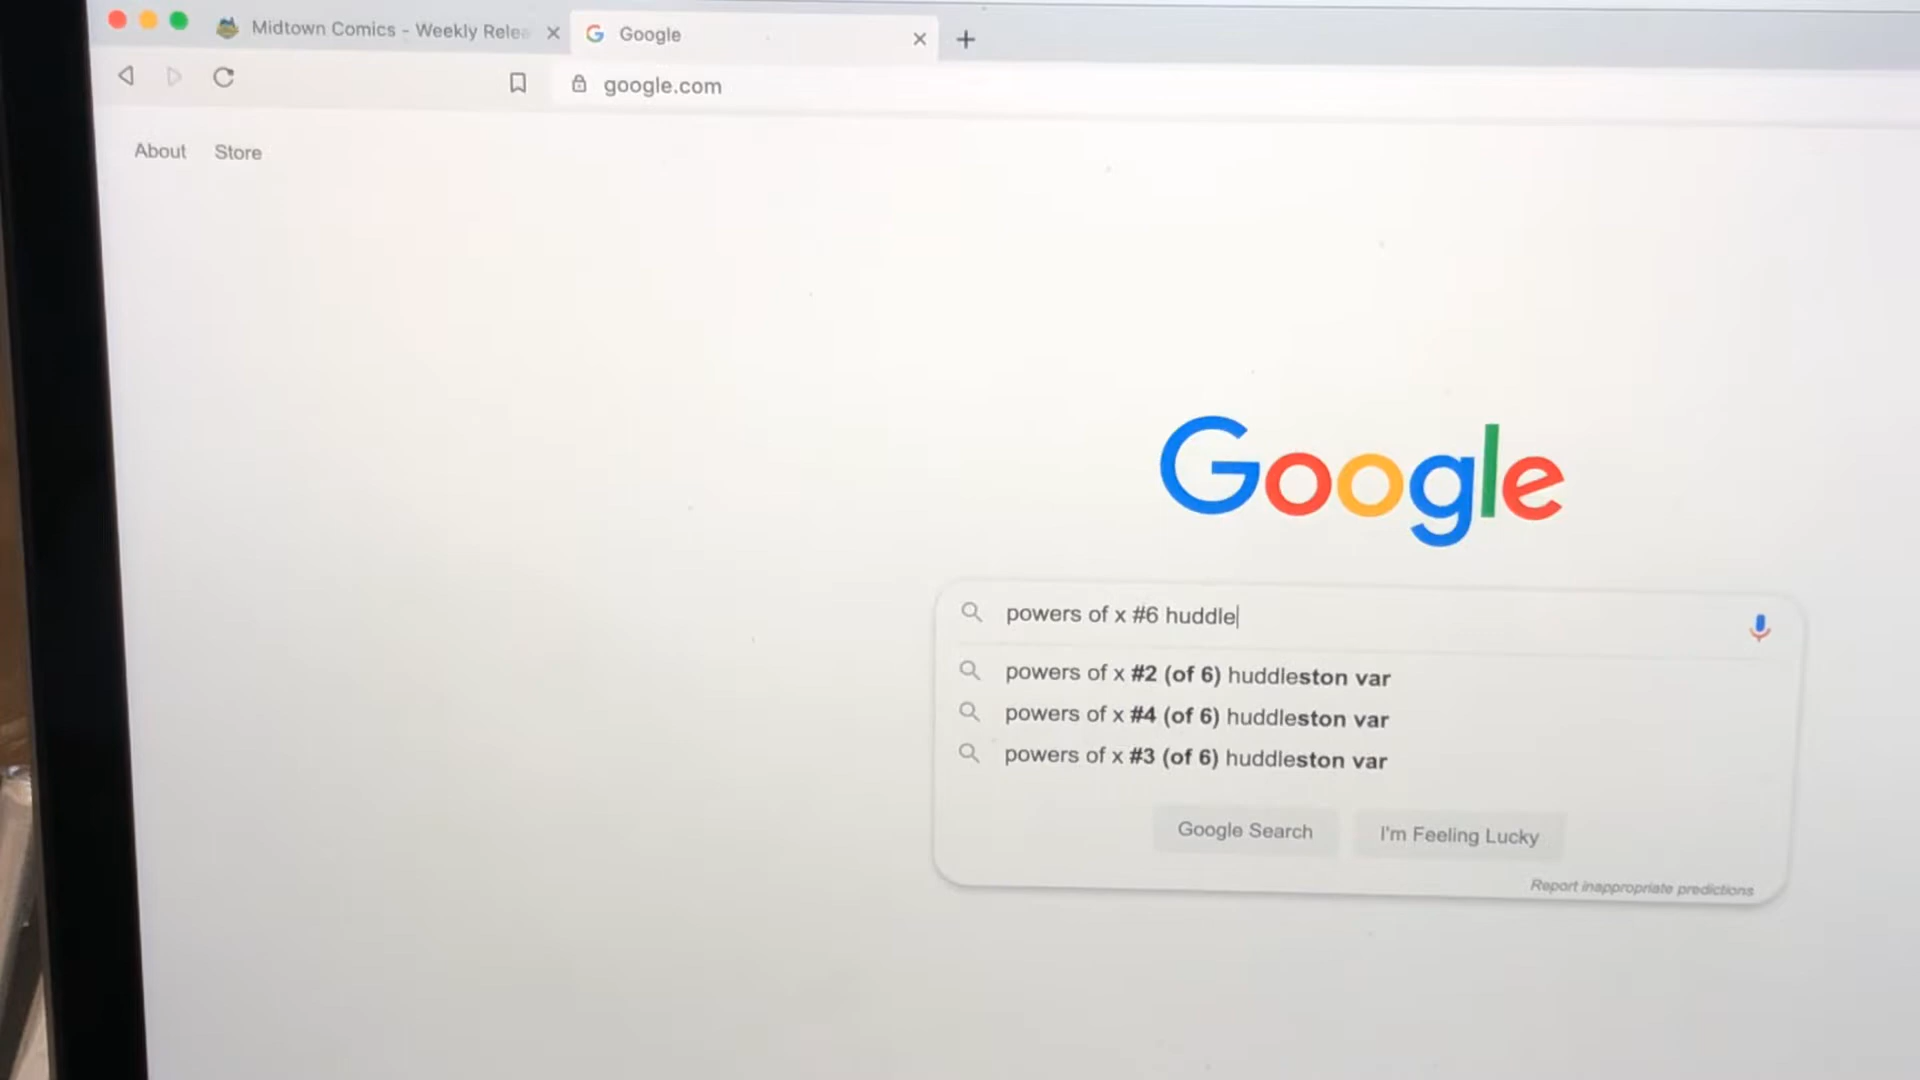 Midtown Comics - Weekly Relea
Google
google.com
About
Store
Google
powers of x #6 huddle
powers of x #2 (of 6) huddleston var
powers of x #4 (of 6) huddleston var
powers of x #3 (of 6) huddleston var
Google Search
I'm Feeling Lucky
Report inappropriate predictions